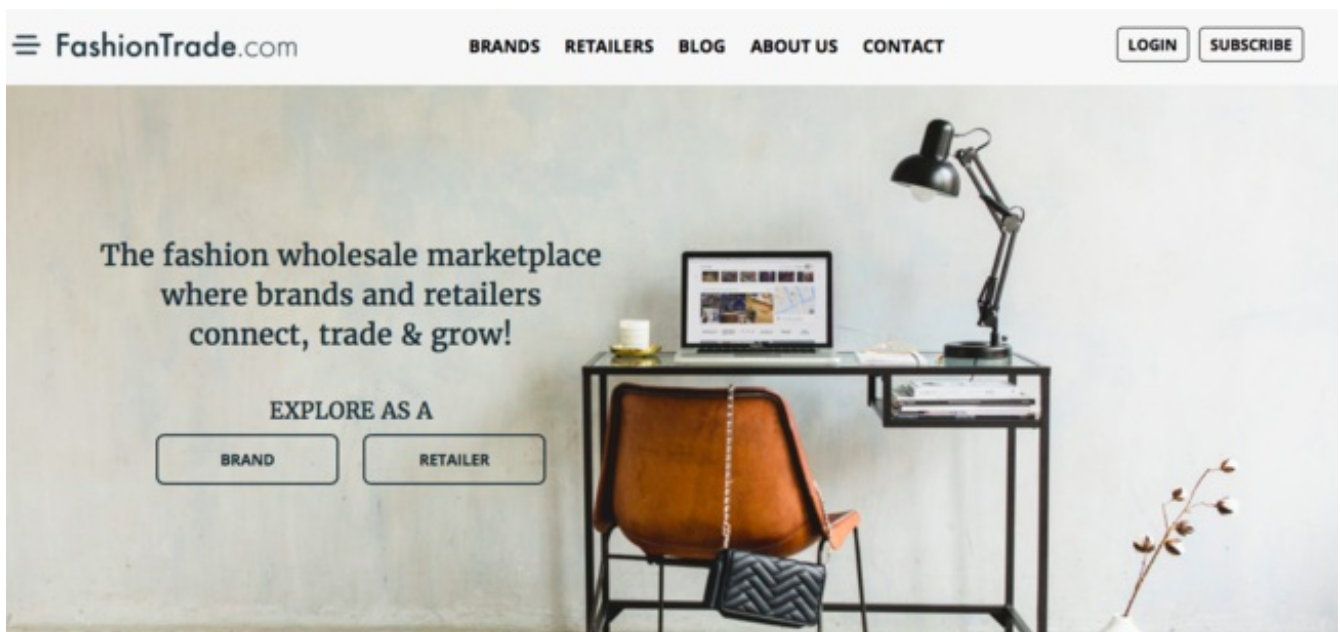 FashionTrade.com
BRANDS RETAILERS BLOG ABOUT US CONTACT
LOGIN SUBSCRIBE
The fashion wholesale marketplace
where brands and retailers
connect, trade & grow!
EXPLORE AS A
BRAND RETAILER